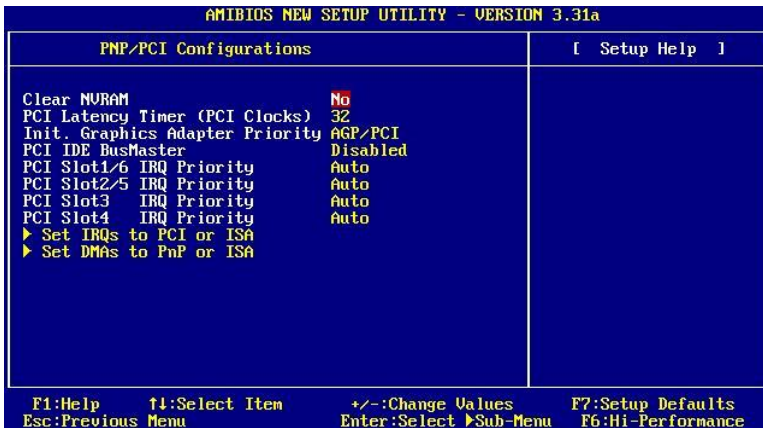 AMIBIOS NEW SETUP UTILITY - VERSION 3.31a
PNP/PCI Configurations
[ Setup Help ]
Clear NVRAM No
PCI Latency Timer (PCI Clocks) 32
Init. Graphics Adapter Priority AGP/PCI
PCI IDE BusMaster Disabled
PCI Slot1/6 IRQ Priority Auto
PCI Slot2/5 IRQ Priority Auto
PCI Slot3 IRQ Priority Auto
PCI Slot4 IRQ Priority Auto
▶ Set IRQs to PCI or ISA
▶ Set DMAs to PnP or ISA
F1:Help ↑↓:Select Item +/-:Change Values F7:Setup Defaults
Esc:Previous Menu Enter:Select ▶Sub-Menu F6:Hi-Performance